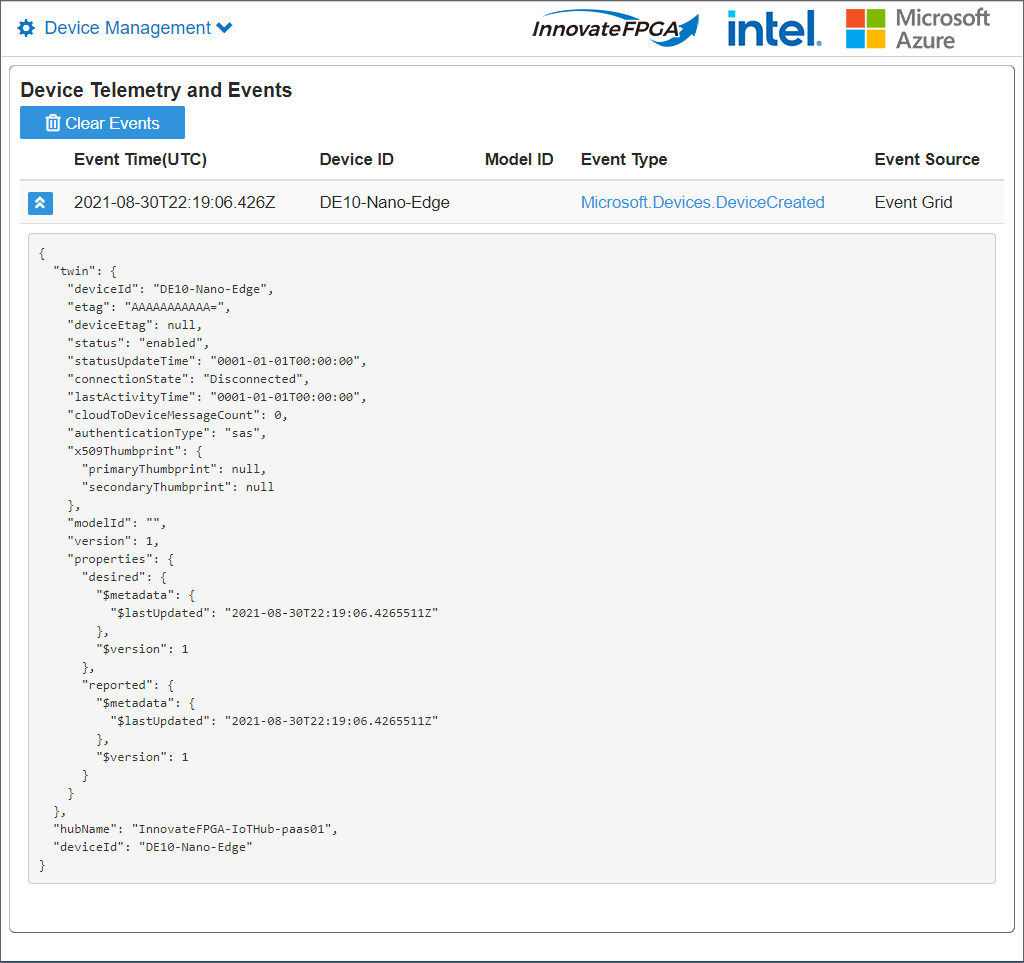 Device Management
InnovateFPGA
intel.
Microsoft
Azure
Device Telemetry and Events
Clear Events
Event Time(UTC) Device ID Model ID Event Type Event Source
2021-08-30T22:19:06.426Z DE10-Nano-Edge Microsoft.Devices.DeviceCreated Event Grid
{
  "twin": {
    "deviceId": "DE10-Nano-Edge",
    "etag": "AAAAAAAAAAA=",
    "deviceEtag": null,
    "status": "enabled",
    "statusUpdateTime": "0001-01-01T00:00:00",
    "connectionState": "Disconnected",
    "lastActivityTime": "0001-01-01T00:00:00",
    "cloudToDeviceMessageCount": 0,
    "authenticationType": "sas",
    "x509Thumbprint": {
      "primaryThumbprint": null,
      "secondaryThumbprint": null
    },
    "modelId": "",
    "version": 1,
    "properties": {
      "desired": {
        "$metadata": {
          "$lastUpdated": "2021-08-30T22:19:06.4265511Z"
        },
        "$version": 1
      },
      "reported": {
        "$metadata": {
          "$lastUpdated": "2021-08-30T22:19:06.4265511Z"
        },
        "$version": 1
      }
    }
  },
  "hubName": "InnovateFPGA-IoTHub-paas01",
  "deviceId": "DE10-Nano-Edge"
}